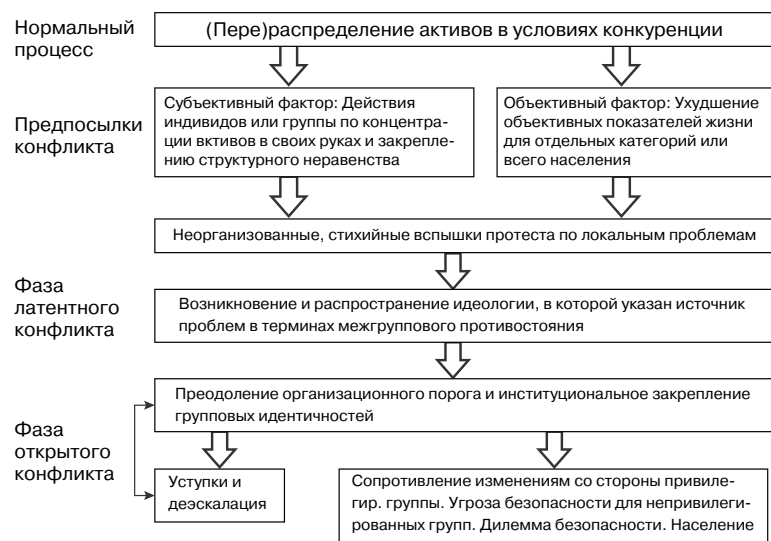 Нормальный
процесс
(Пере)распределение активов в условиях конкуренции
Предпосылки
конфликта
Субъективный фактор: Действия
индивидов или группы по концентра-
ции вктивов в своих руках и закрепле-
нию структурного неравенства
Объективный фактор: Ухудшение
объективных показателей жизни
для отдельных категорий или
всего населения
Неорганизованные, стихийные вспышки протеста по локальным проблемам
Фаза
латентного
конфликта
Возникновение и распространение идеологии, в которой указан источник
проблем в терминах межгруппового противостояния
Фаза
открытого
конфликта
Преодоление организационного порога и институциональное закрепление
групповых идентичностей
Уступки и
деэскалация
Сопротивление изменениям со стороны привиле-
гир. группы. Угроза безопасности для непривилеги-
рованных групп. Дилемма безопасности. Население